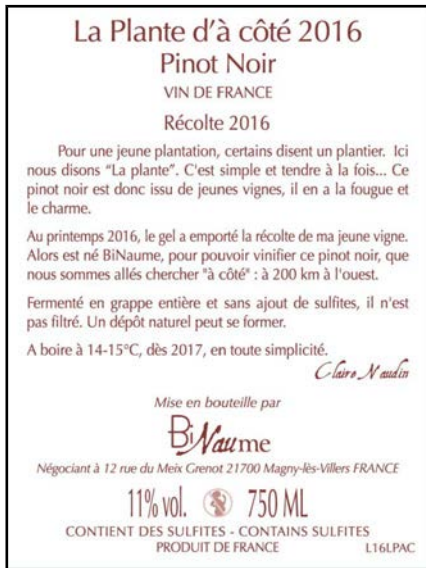 La Plante d'à côté 2016
Pinot Noir
VIN DE FRANCE
Récolte 2016
Pour une jeune plantation, certains disent un plantier. Ici
nous disons "La plante". C'est simple et tendre à la fois... Ce
pinot noir est donc issu de jeunes vignes, il en a la fougue et
le charme.
Au printemps 2016, le gel a emporté la récolte de ma jeune vigne.
Alors est né BiNaume, pour pouvoir vinifier ce pinot noir, que
nous sommes allés chercher "à côté" : à 200 km à l'ouest.
Fermenté en grappe entière et sans ajout de sulfites, il n'est
pas filtré. Un dépôt naturel peut se former.
A boire à 14-15°C, dès 2017, en toute simplicité.
Claire Naudin
Mise en bouteille par
BiNaume
Négociant à 12 rue du Meix Grenot 21700 Magny-lès-Villers FRANCE
11% vol. 750 ML
CONTIENT DES SULFITES - CONTAINS SULFITES
PRODUIT DE FRANCE L16LPAC